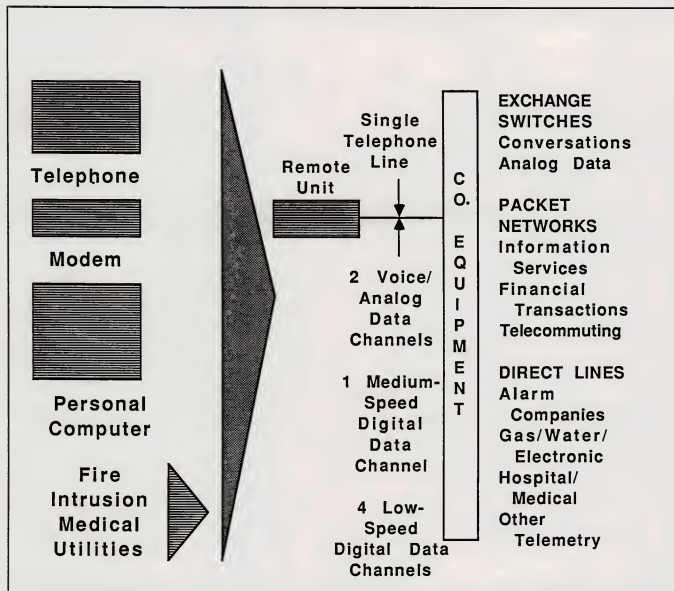 Telephone
Modem
Personal
Computer
Fire
Intrusion
Medical
Utilities
Remote
Unit
Single
Telephone
Line
2 Voice/
Analog
Data
Channels
1 Medium-
Speed
Digital
Data
Channel
4 Low-
Speed
Digital Data
Channels
CO. EQUIPMENT
EXCHANGE
SWITCHES
Conversations
Analog Data
PACKET
NETWORKS
Information
Services
Financial
Transactions
Telecommuting
DIRECT LINES
Alarm
Companies
Gas/Water/
Electronic
Hospital/
Medical
Other
Telemetry